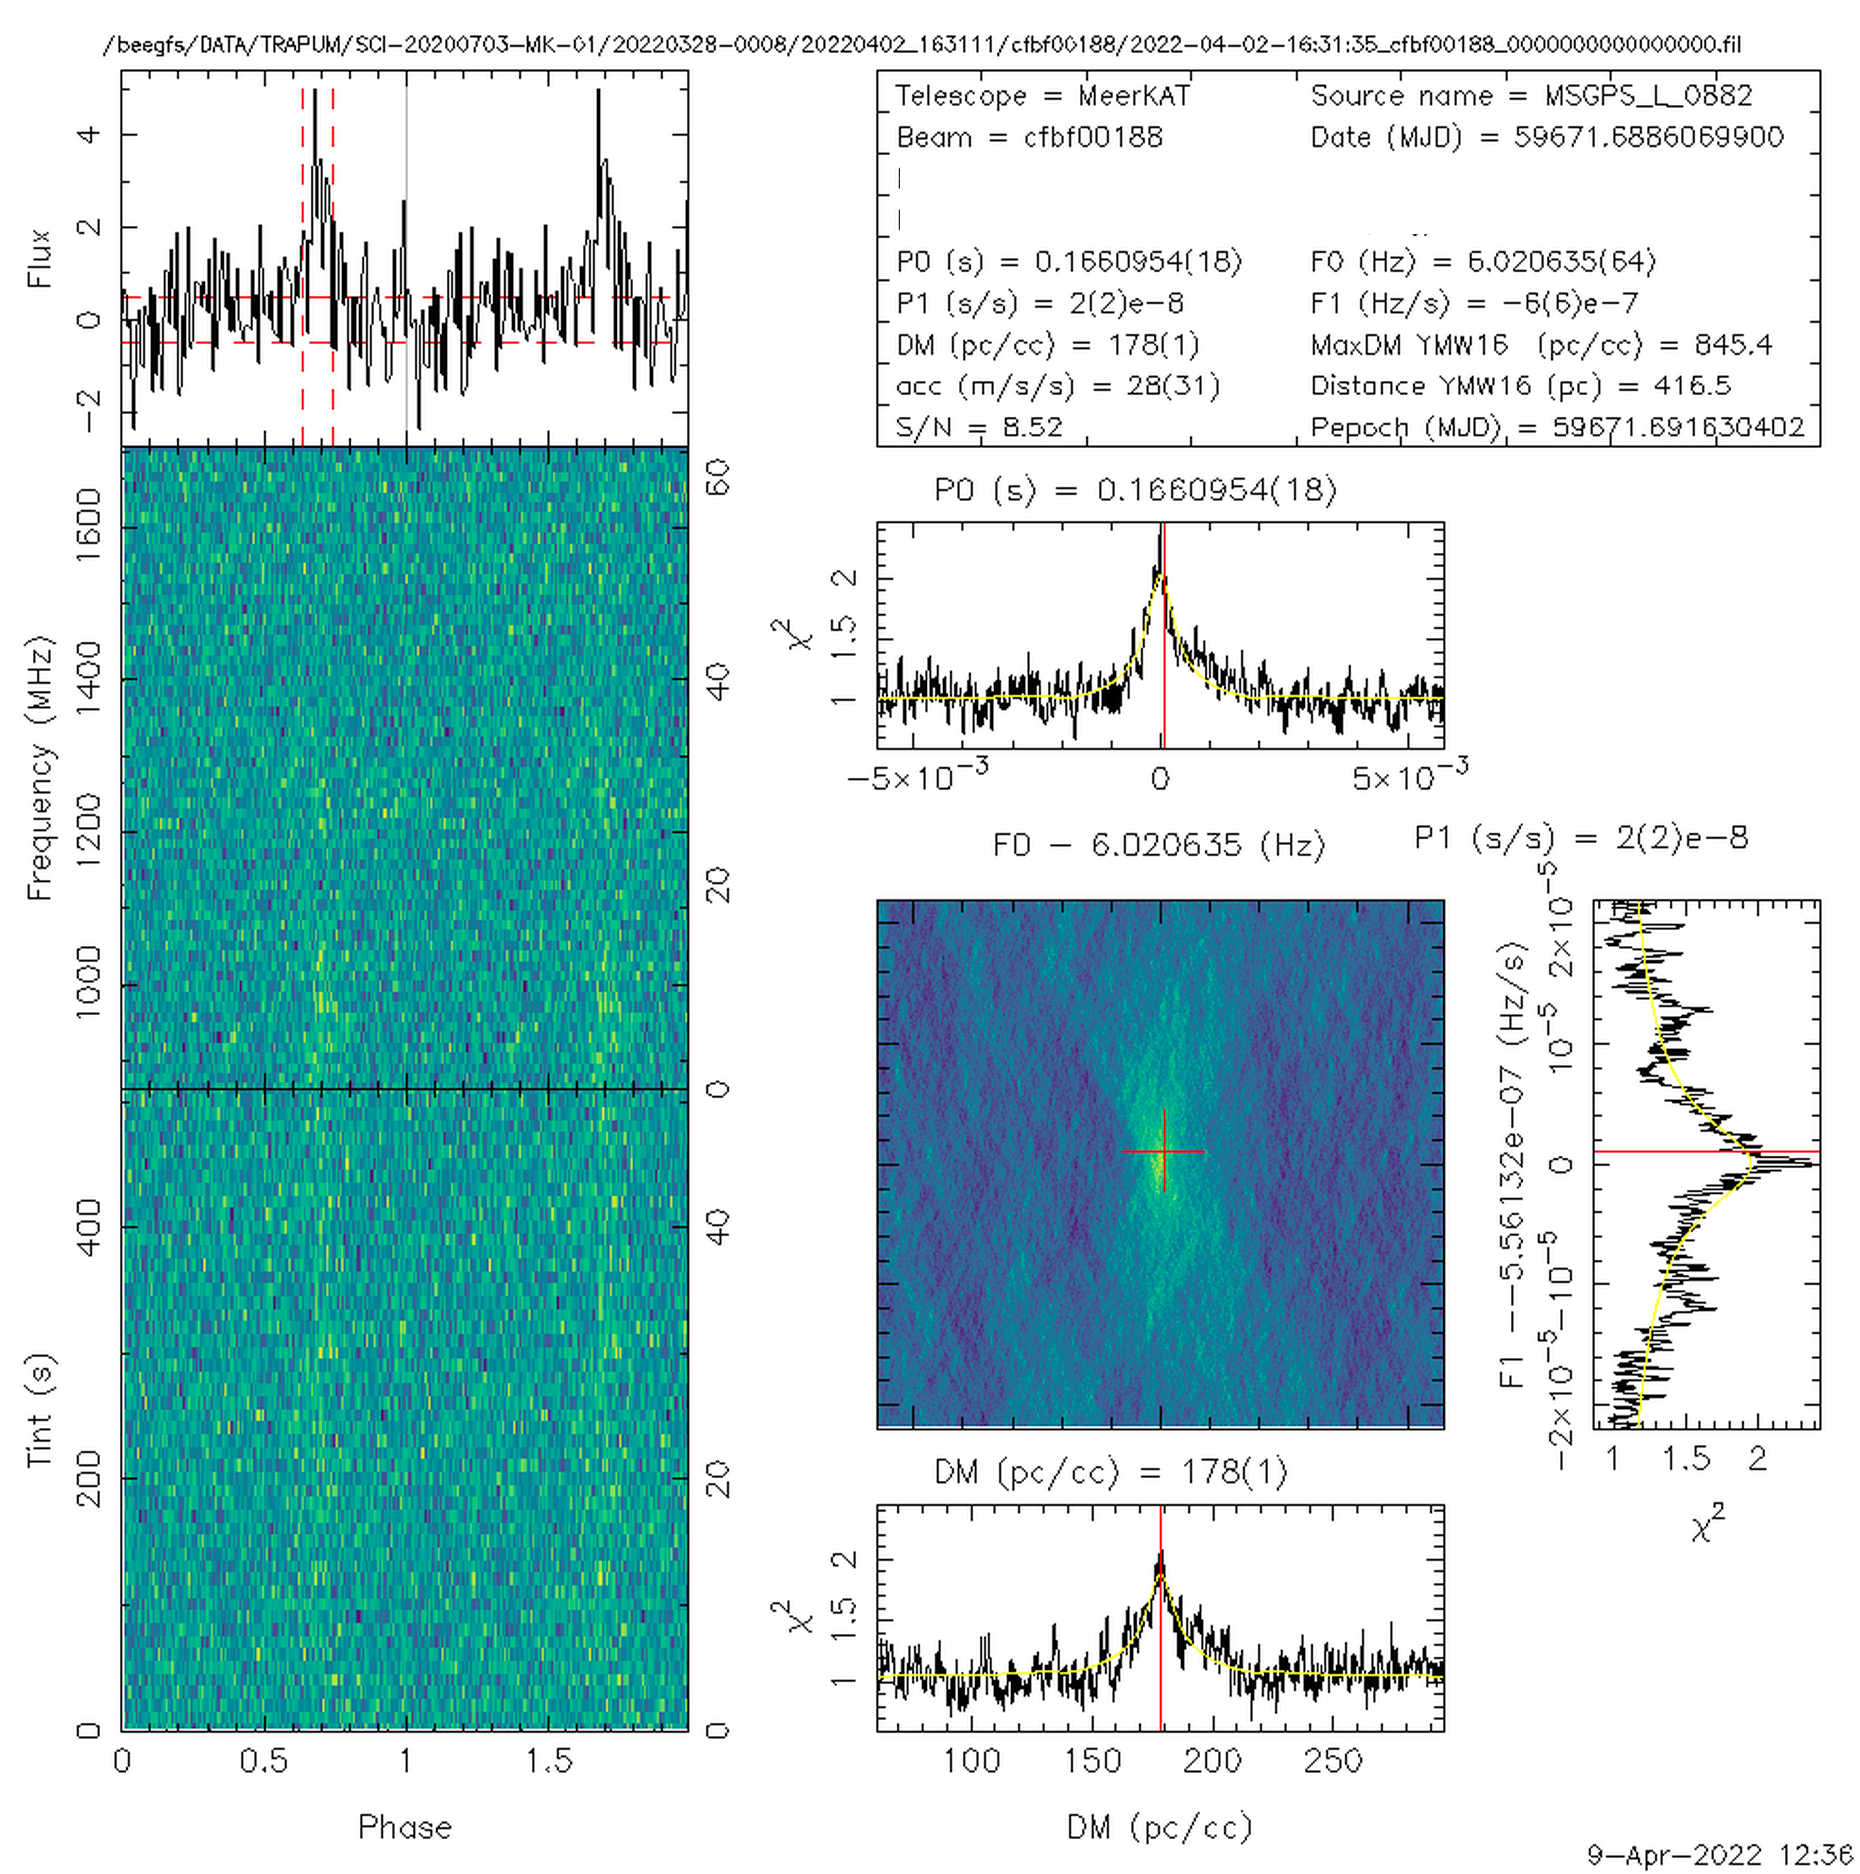 /beegfs/DATA/TRAPUM/SCI-20200703-MK-01/20220328-0008/20220402_163111/cfbf00188/2022-04-02-16:31:35_cfbf00188_0000000000000000.fil
Telescope = MeerKAT
Source name = MSGPS_L_0882
Beam = cfbf00188
Date (MJD) = 59671.6886069900
P0 (s) = 0.1660954(18)
F0 (Hz) = 6.020635(64)
P1 (s/s) = 2(2)e-8
F1 (Hz/s) = -6(6)e-7
DM (pc/cc) = 178(1)
MaxDM YMW16 (pc/cc) = 845.4
acc (m/s/s) = 28(31)
Distance YMW16 (pc) = 416.5
S/N = 8.52
Pepoch (MJD) = 59671.691630402
Flux
4
2
0
-2
Frequency (MHz)
1600
1400
1200
1000
60
40
20
0
Tint (s)
400
200
0
40
20
0
0 0.5 1 1.5
Phase
P0 (s) = 0.1660954(18)
χ²
2
1.5
1
-5×10⁻³ 0 5×10⁻³
F0 - 6.020635 (Hz)
P1 (s/s) = 2(2)e-8
F1 --5.556132e-07 (Hz/s)
2×10⁻⁵
10⁻⁵
0
-10⁻⁵
-2×10⁻⁵
1 1.5 2
χ²
DM (pc/cc) = 178(1)
χ²
2
1.5
1
100 150 200 250
DM (pc/cc)
9-Apr-2022 12:36